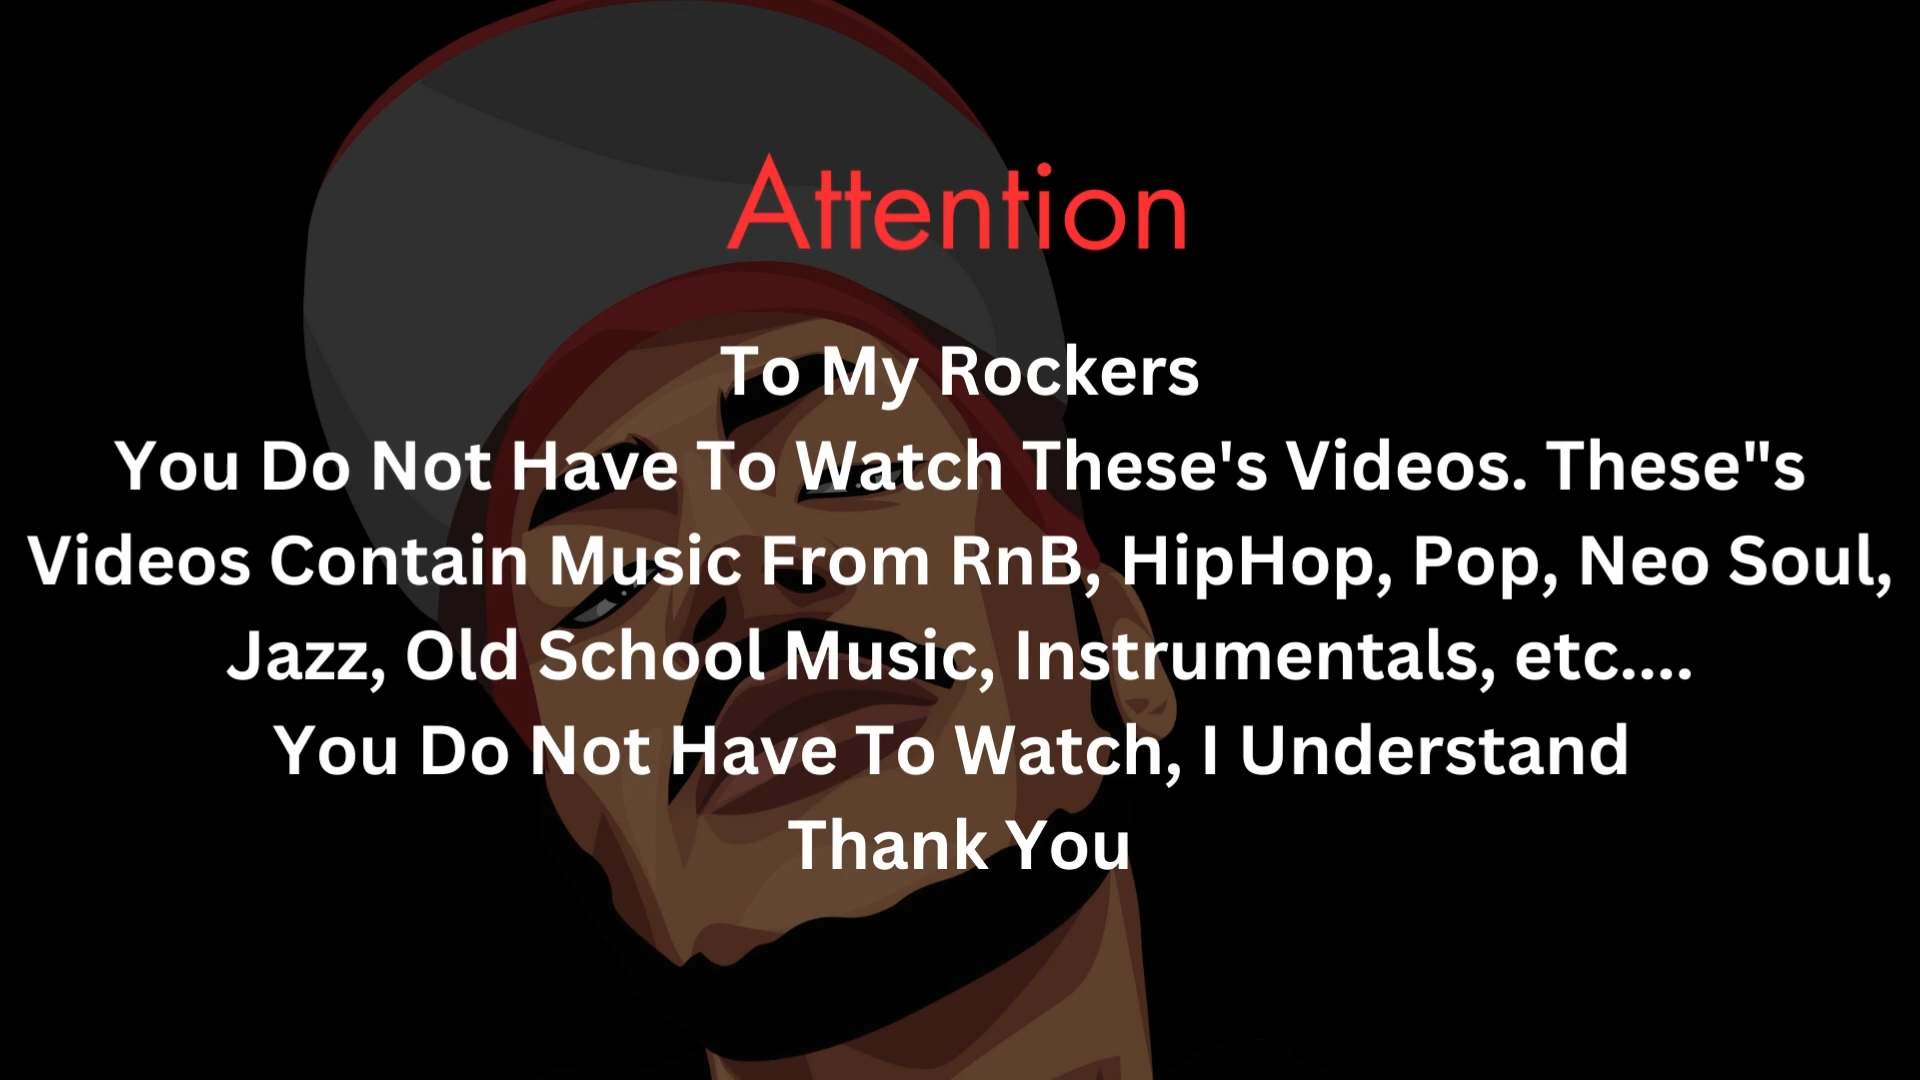 Attention
To My Rockers
You Do Not Have To Watch These's Videos. These"s
Videos Contain Music From RnB, HipHop, Pop, Neo Soul,
Jazz, Old School Music, Instrumentals, etc....
You Do Not Have To Watch, I Understand
Thank You